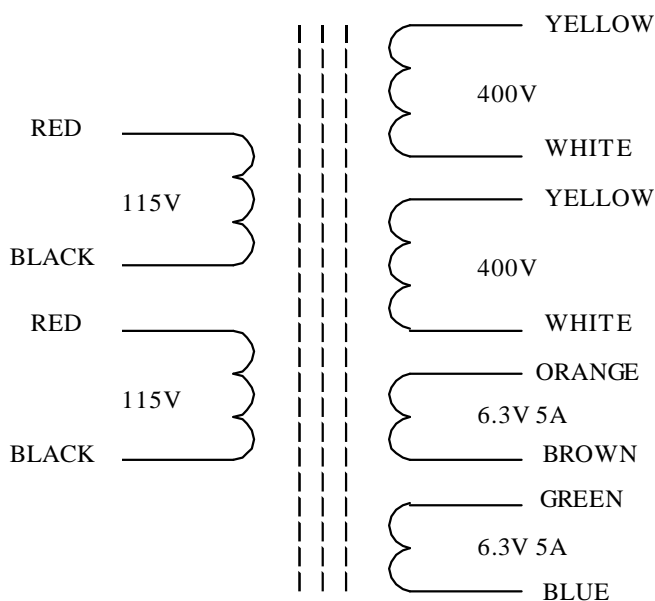 YELLOW
400V
WHITE
RED
115V
BLACK
YELLOW
400V
WHITE
RED
115V
BLACK
ORANGE
6.3V 5A
BROWN
GREEN
6.3V 5A
BLUE